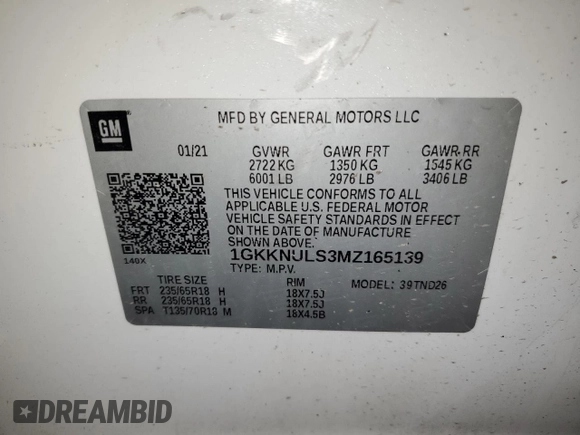 GM
MFD BY GENERAL MOTORS LLC
01/21 GVWR GAWR FRT GAWR RR
2722 KG 1350 KG 1545 KG
6001 LB 2976 LB 3406 LB
THIS VEHICLE CONFORMS TO ALL
APPLICABLE U.S. FEDERAL MOTOR
VEHICLE SAFETY STANDARDS IN EFFECT
ON THE DATE OF MANUFACTURE
SHOWN ABOVE.
140X 1GKKNULS3MZ165139
TYPE: M.P.V. MODEL: 39TND26
TIRE SIZE RIM
FRT 235/65R18 H 18X7.5J
RR 235/65R18 H 18X7.5J
SPA T135/70R18 M 18X4.5B
DREAMBID